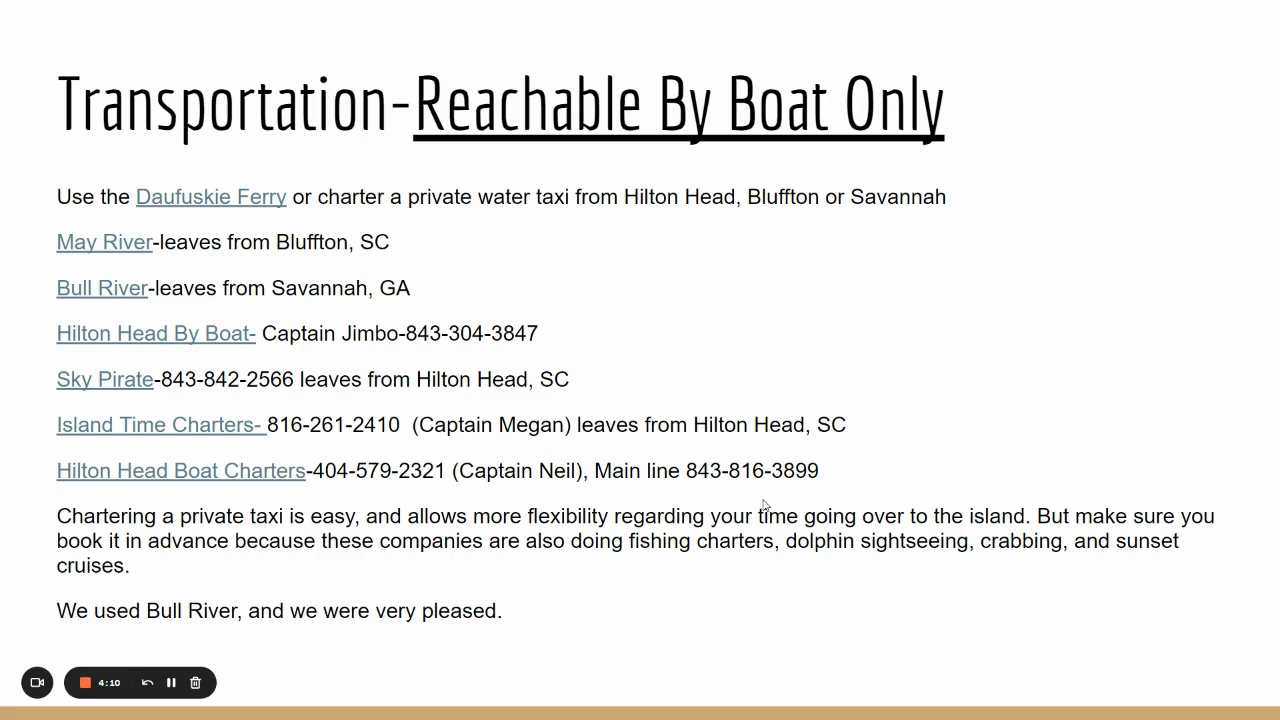 Transportation-Reachable By Boat Only
Use the Daufuskie Ferry or charter a private water taxi from Hilton Head, Bluffton or Savannah
May River-leaves from Bluffton, SC
Bull River-leaves from Savannah, GA
Hilton Head By Boat- Captain Jimbo-843-304-3847
Sky Pirate-843-842-2566 leaves from Hilton Head, SC
Island Time Charters- 816-261-2410  (Captain Megan) leaves from Hilton Head, SC
Hilton Head Boat Charters-404-579-2321 (Captain Neil), Main line 843-816-3899
Chartering a private taxi is easy, and allows more flexibility regarding your time going over to the island. But make sure you
book it in advance because these companies are also doing fishing charters, dolphin sightseeing, crabbing, and sunset
cruises.
We used Bull River, and we were very pleased.
4:10